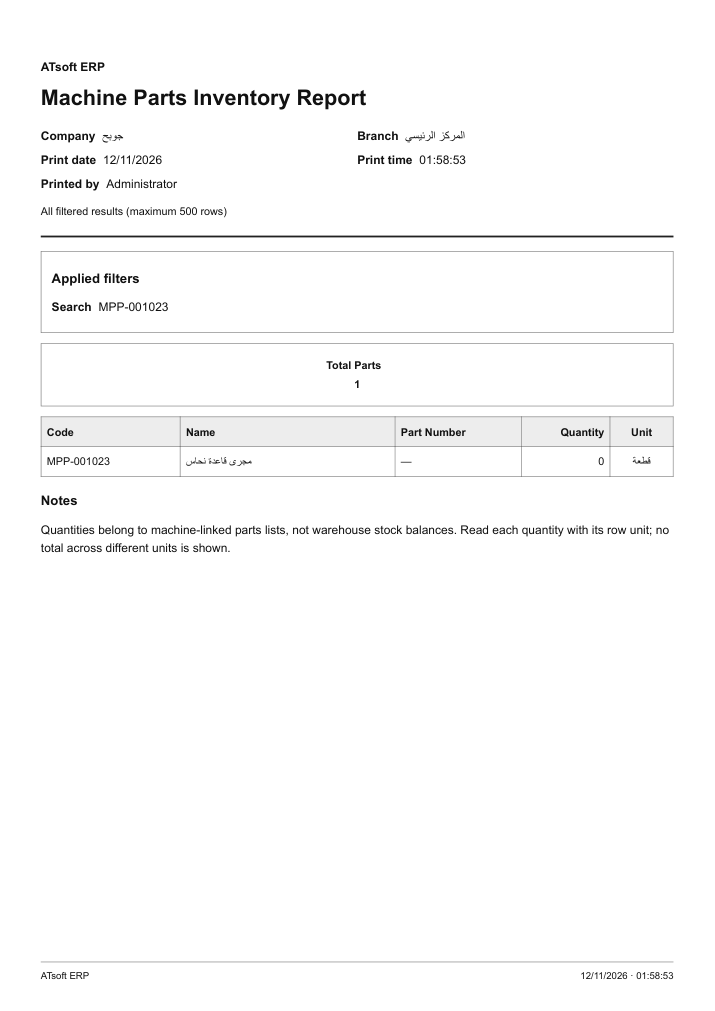 ATsoft ERP
Machine Parts Inventory Report
Company جوبح Branch المركز الرئيسي
Print date 12/11/2026 Print time 01:58:53
Printed by Administrator
All filtered results (maximum 500 rows)
Applied filters
Search MPP-001023
Total Parts
1
Code Name Part Number Quantity Unit
MPP-001023 مجرى قاعدة نحاس — 0 قطعة
Notes
Quantities belong to machine-linked parts lists, not warehouse stock balances. Read each quantity with its row unit; no
total across different units is shown.
ATsoft ERP 12/11/2026 · 01:58:53